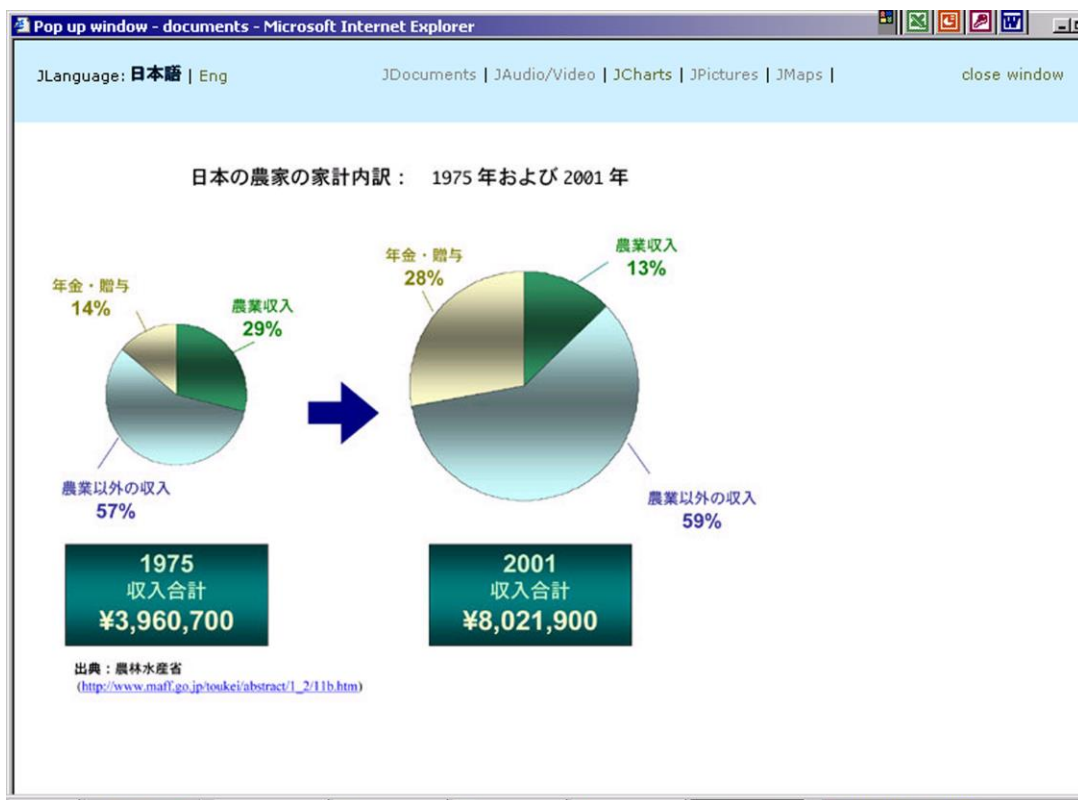 Pop up window - documents - Microsoft Internet Explorer
JLanguage: 日本語 | Eng
JDocuments | JAudio/Video | JCharts | JPictures | JMaps |
close window
日本の農家の家計内訳： 1975 年および 2001 年
年金・贈与
14%
農業収入
29%
農業以外の収入
57%
年金・贈与
28%
農業収入
13%
農業以外の収入
59%
1975
収入合計
¥3,960,700
2001
収入合計
¥8,021,900
出典：農林水産省
(http://www.maff.go.jp/toukei/abstract/1_2/11b.htm)